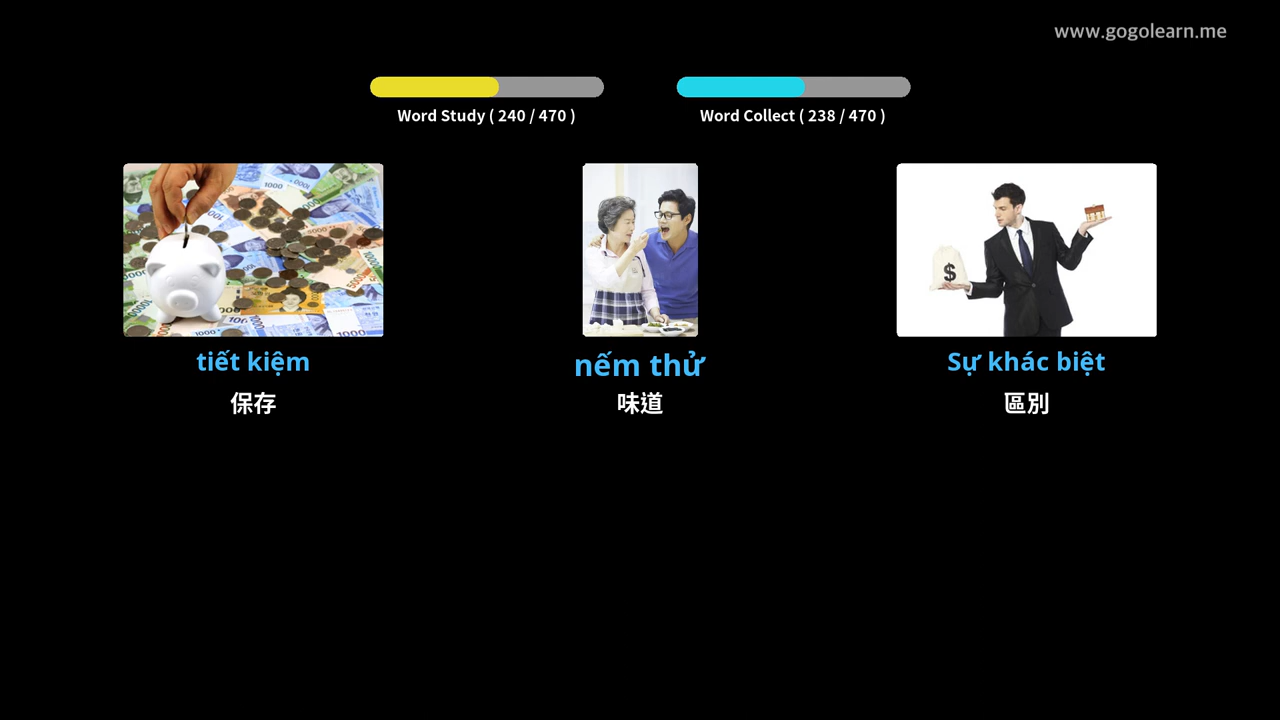 www.gogolearn.me
Word Study ( 240 / 470 )
Word Collect ( 238 / 470 )
tiết kiệm
nếm thử
Sự khác biệt
保存
味道
區別